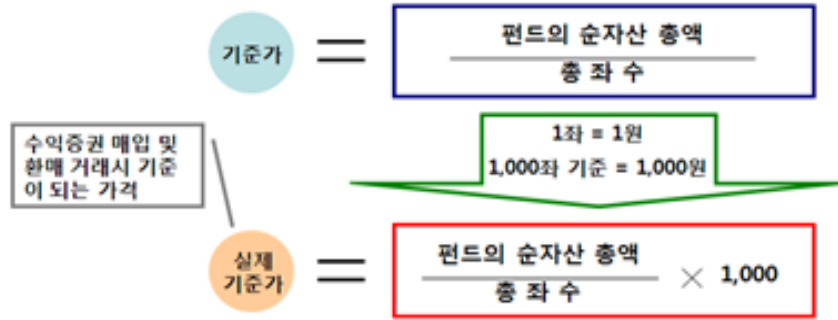 기준가
=
펀드의 순자산 총액
총 좌 수
수익증권 매입 및
환매 거래시 기준
이 되는 가격
1좌 = 1원
1,000좌 기준 = 1,000원
실제
기준가
=
펀드의 순자산 총액
총 좌 수
× 1,000